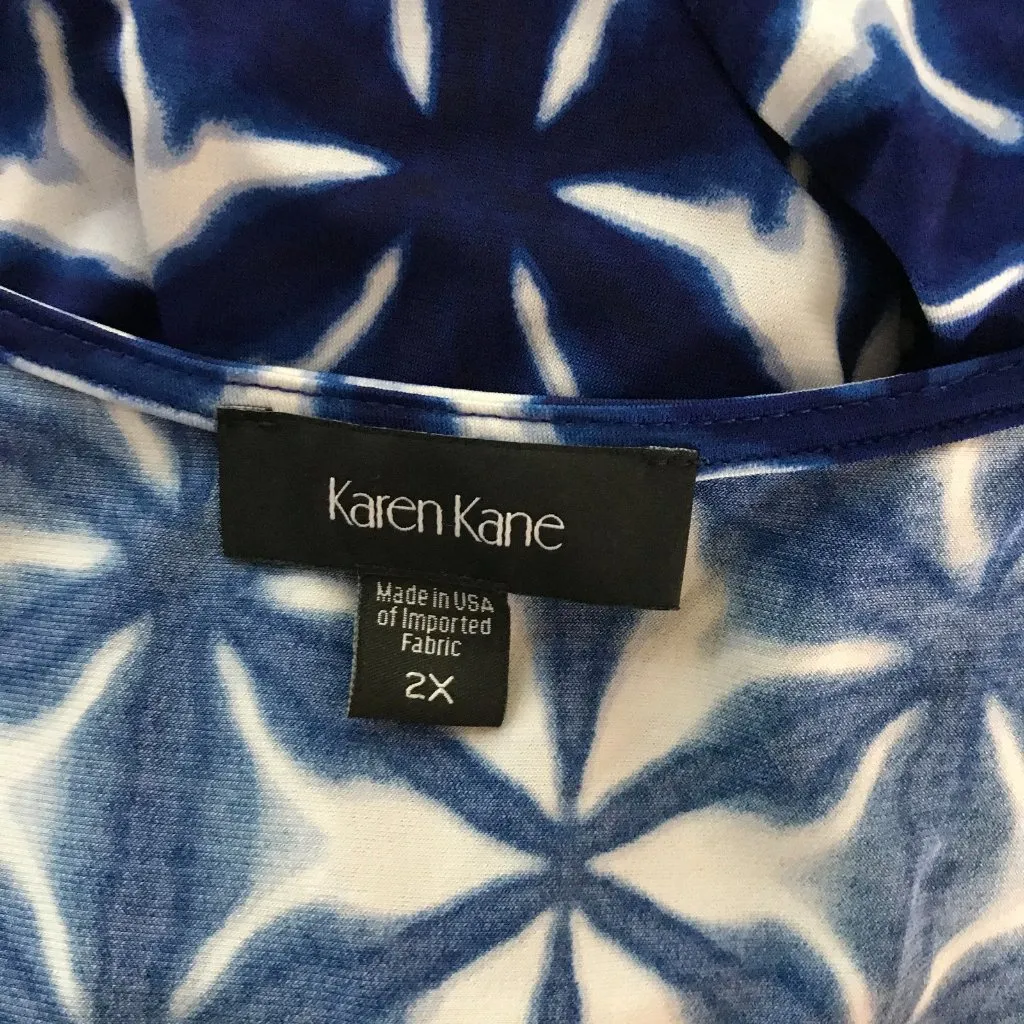 Karen Kane
Made in USA
of Imported
Fabric
2X